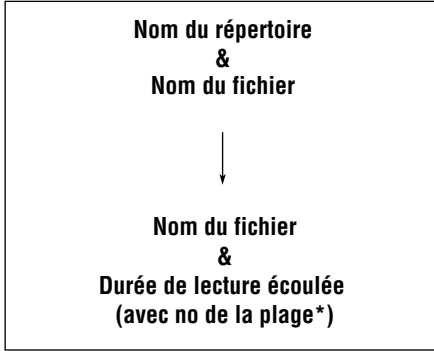 Nom du répertoire
&
Nom du fichier
Nom du fichier
&
Durée de lecture écoulée
(avec no de la plage*)